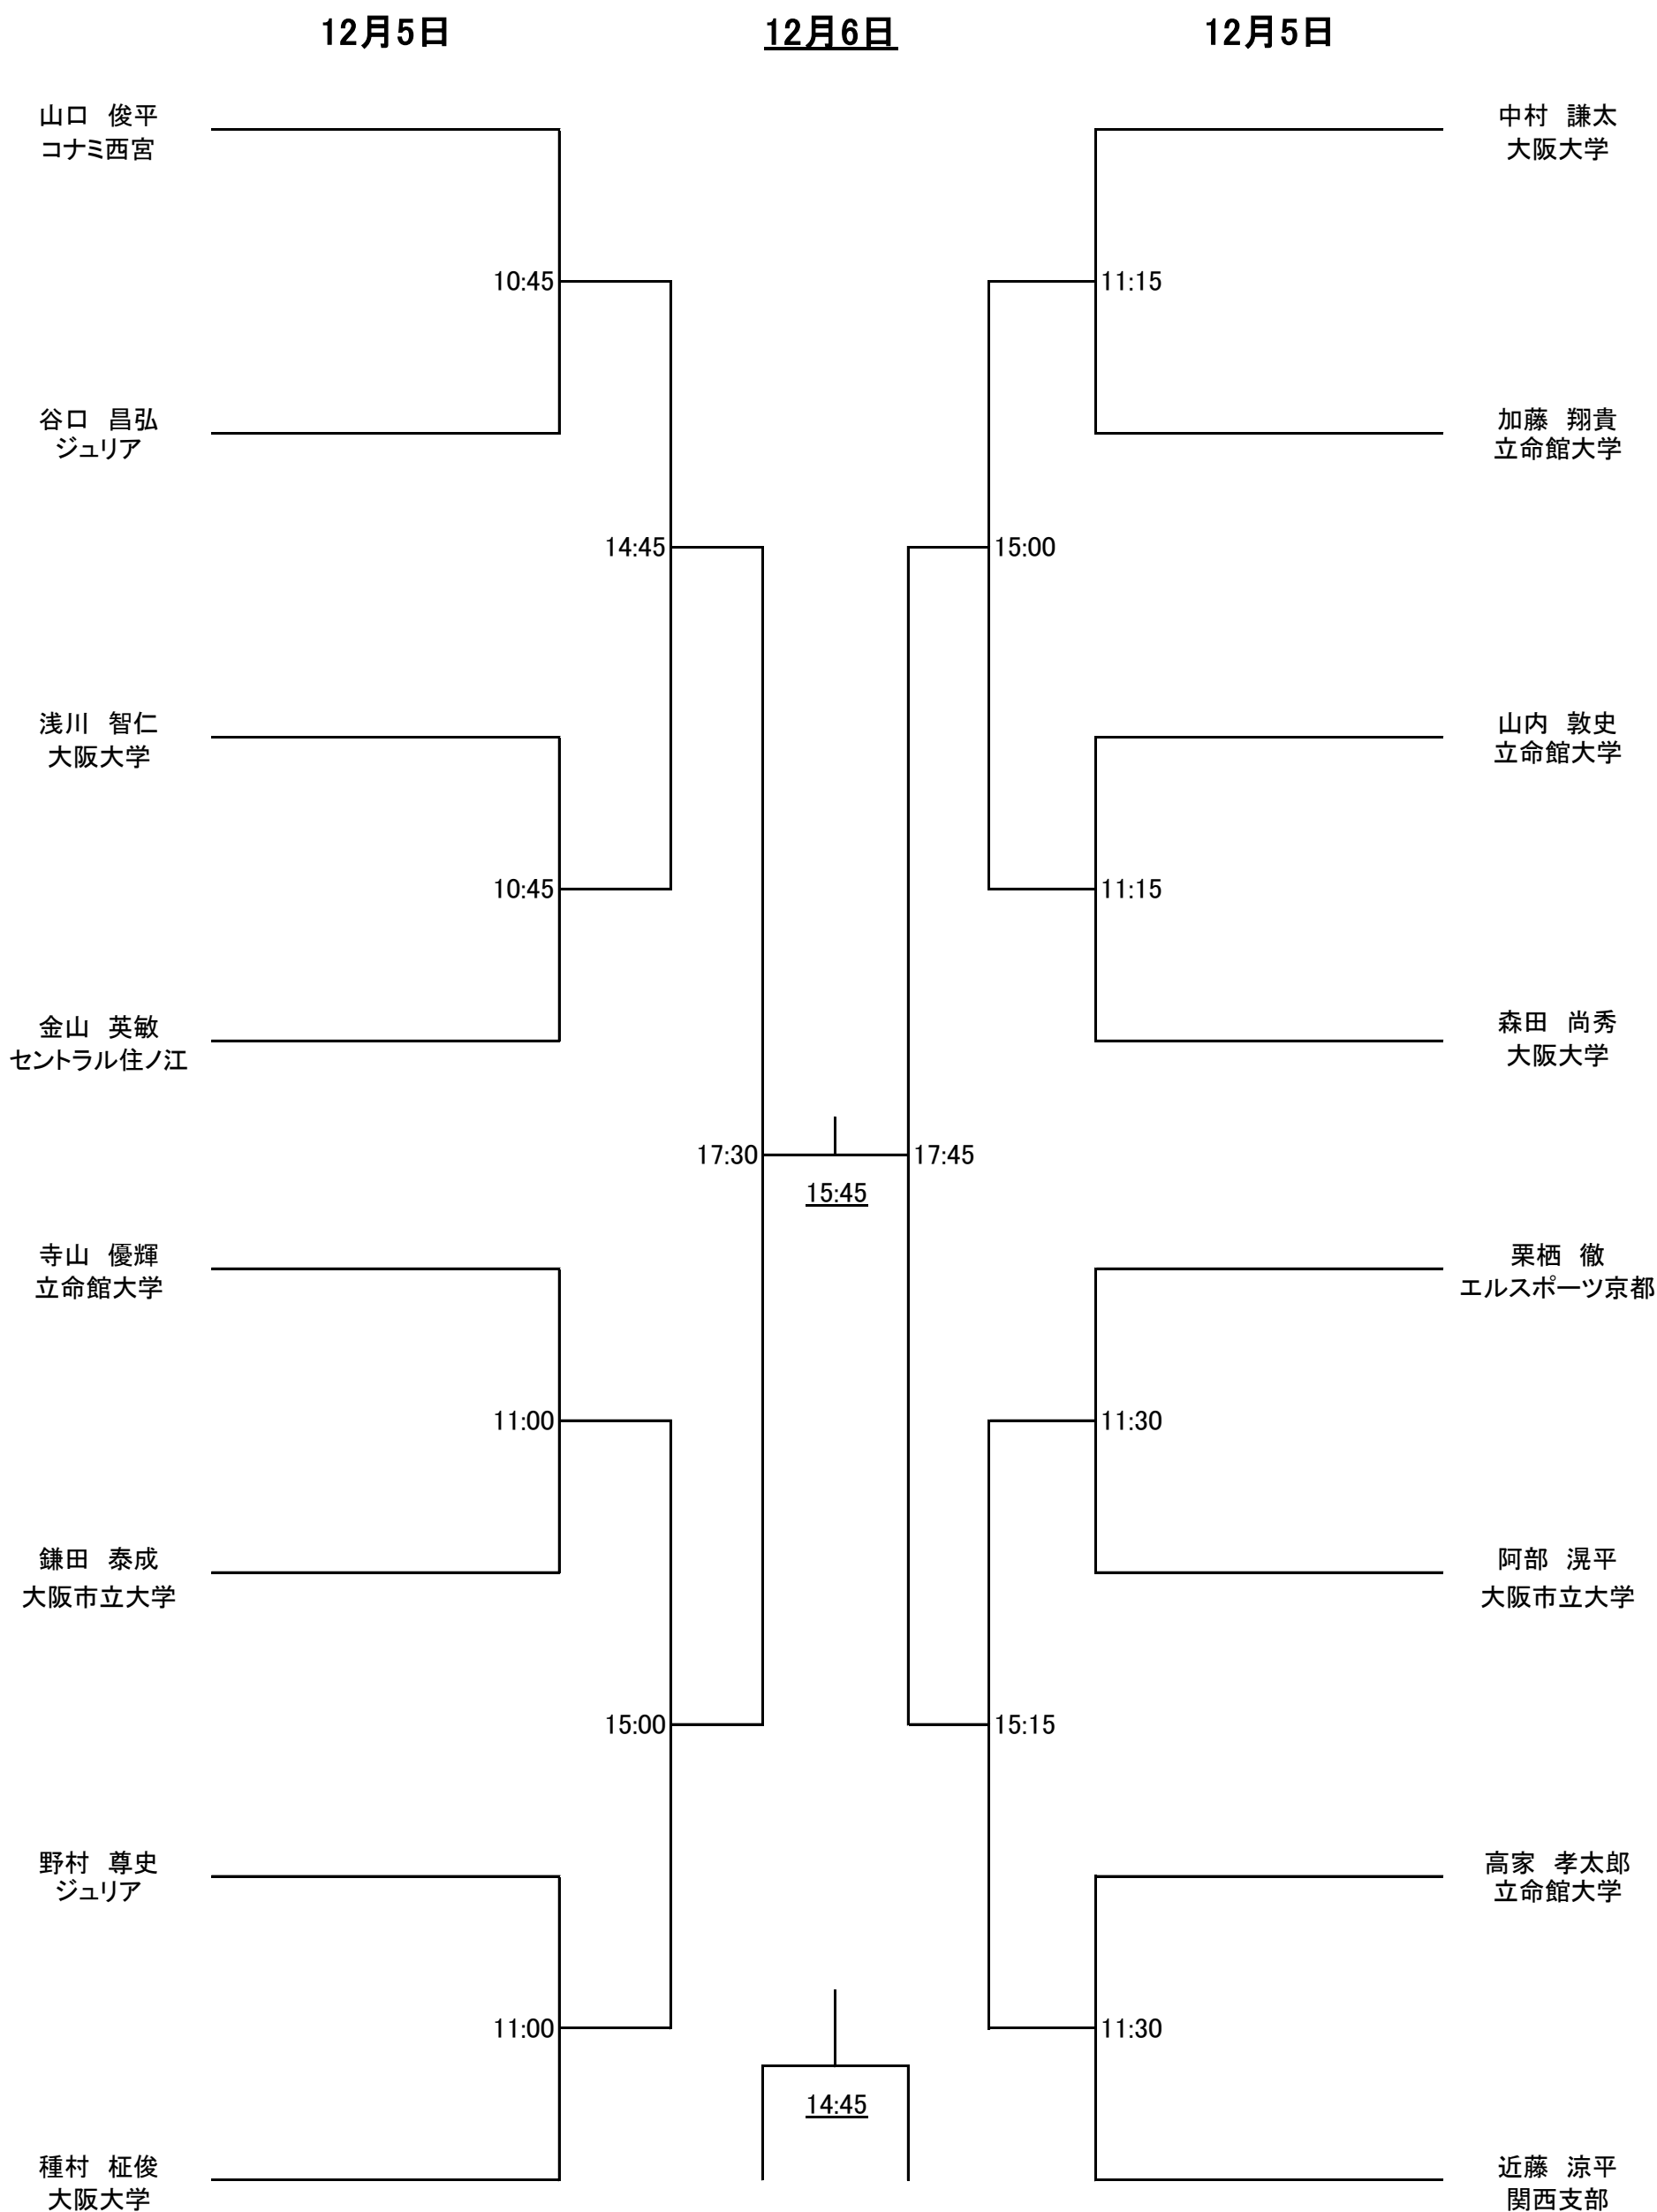 12月5日
12月6日
12月5日
山口 俊平
コナミ西宮
中村 謙太
大阪大学
10:45
11:15
谷口 昌弘
ジュリア
加藤 翔貴
立命館大学
14:45
15:00
浅川 智仁
大阪大学
山内 敦史
立命館大学
10:45
11:15
金山 英敏
セントラル住ノ江
森田 尚秀
大阪大学
17:30
17:45
15:45
寺山 優輝
立命館大学
栗栖 徹
エルスポーツ京都
11:00
11:30
鎌田 泰成
大阪市立大学
阿部 滉平
大阪市立大学
15:00
15:15
野村 尊史
ジュリア
高家 孝太郎
立命館大学
11:00
11:30
14:45
種村 柾俊
大阪大学
近藤 涼平
関西支部